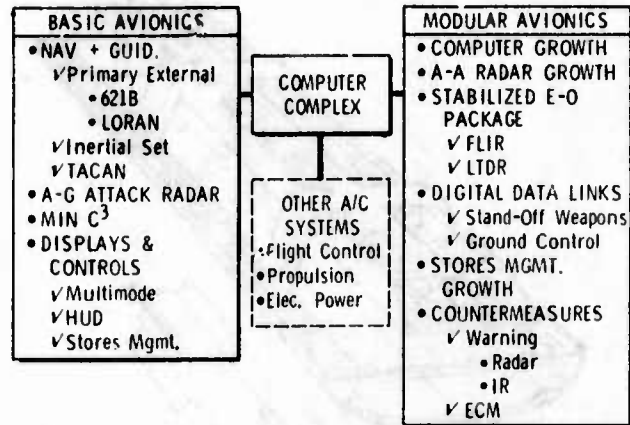 BASIC AVIONICS
•NAV + GUID.
✓Primary External
•621B
•LORAN
✓Inertial Set
✓TACAN
•A-G ATTACK RADAR
•MIN C³
•DISPLAYS &
CONTROLS
✓Multimode
✓HUD
✓Stores Mgmt.
COMPUTER
COMPLEX
OTHER A/C
SYSTEMS
•Flight Control
•Propulsion
•Elec. Power
MODULAR AVIONICS
•COMPUTER GROWTH
•A-A RADAR GROWTH
•STABILIZED E-O
PACKAGE
✓FLIR
✓LTDR
•DIGITAL DATA LINKS
✓Stand-Off Weapons
✓Ground Control
•STORES MGMT.
GROWTH
•COUNTERMEASURES
✓Warning
•Radar
•IR
✓ECM